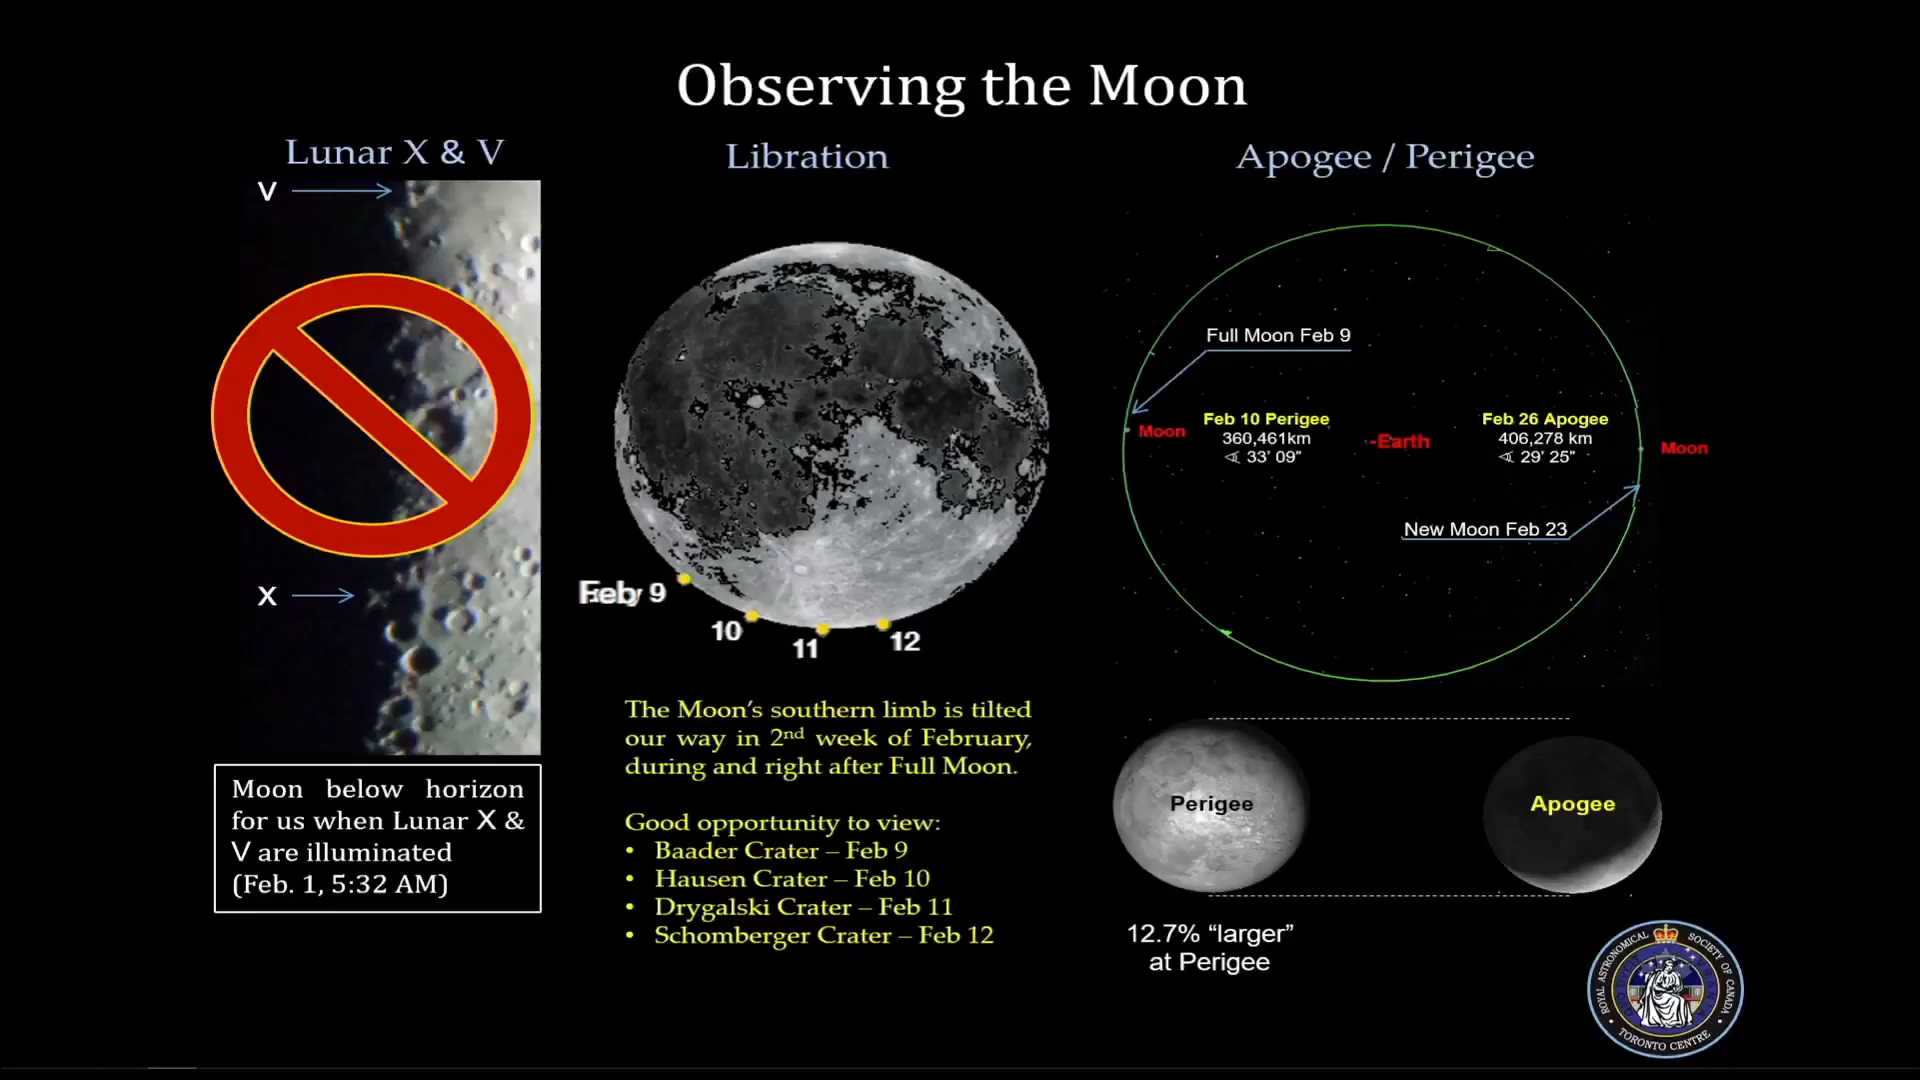 Observing the Moon
Lunar X & V
V
X
Moon below horizon
for us when Lunar X &
V are illuminated
(Feb. 1, 5:32 AM)
Libration
Feb 9
10
11
12
The Moon’s southern limb is tilted
our way in 2nd week of February,
during and right after Full Moon.
Good opportunity to view:
• Baader Crater – Feb 9
• Hausen Crater – Feb 10
• Drygalski Crater – Feb 11
• Schomberger Crater – Feb 12
Apogee / Perigee
Full Moon Feb 9
Moon
Feb 10 Perigee
360,461km
∢ 33’ 09”
Earth
Feb 26 Apogee
406,278 km
∢ 29’ 25”
Moon
New Moon Feb 23
Perigee
Apogee
12.7% “larger”
at Perigee
ROYAL ASTRONOMICAL SOCIETY OF CANADA
• TORONTO CENTRE •